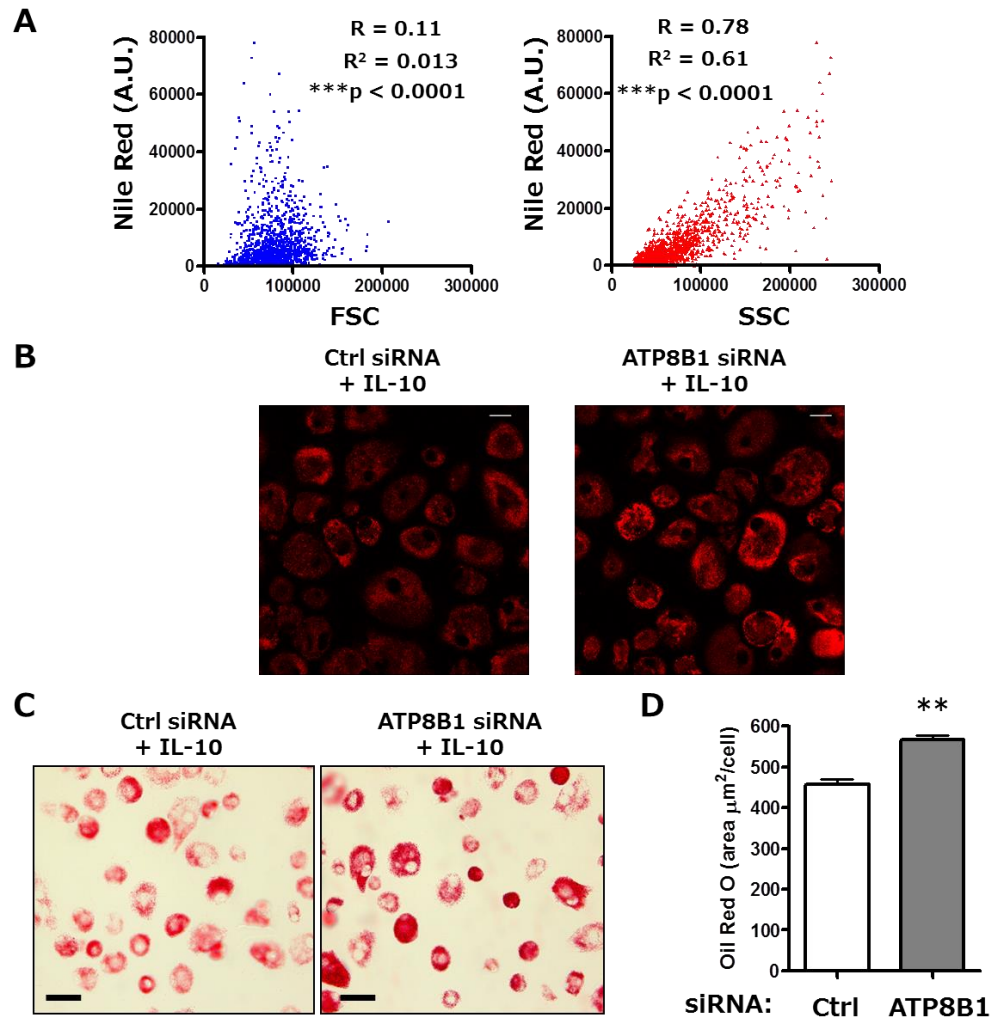 A
R = 0.11
R² = 0.013
***p < 0.0001
Nile Red (A.U.)
80000
60000
40000
20000
0
0 100000 200000 300000
FSC
R = 0.78
R² = 0.61
***p < 0.0001
Nile Red (A.U.)
80000
60000
40000
20000
0
0 100000 200000 300000
SSC
B
Ctrl siRNA
+ IL-10
ATP8B1 siRNA
+ IL-10
C
Ctrl siRNA
+ IL-10
ATP8B1 siRNA
+ IL-10
D
**
Oil Red O (area μm²/cell)
600
500
400
300
200
100
0
siRNA: Ctrl ATP8B1